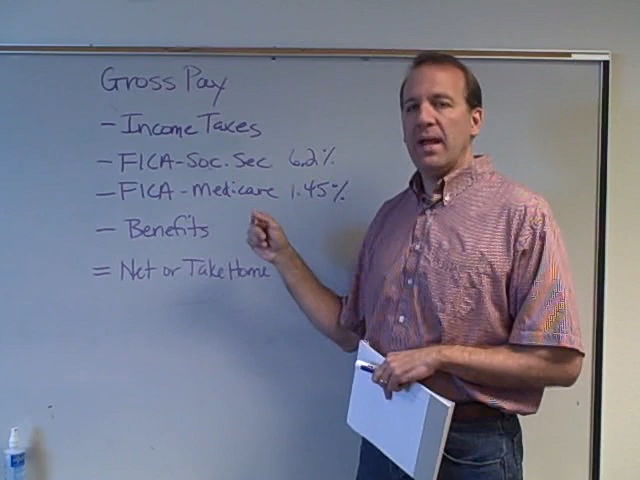 Gross Pay
- Income Taxes
- FICA-Soc. Sec 6.2%
- FICA - Medicare 1.45%
- Benefits
= Net or Take Home